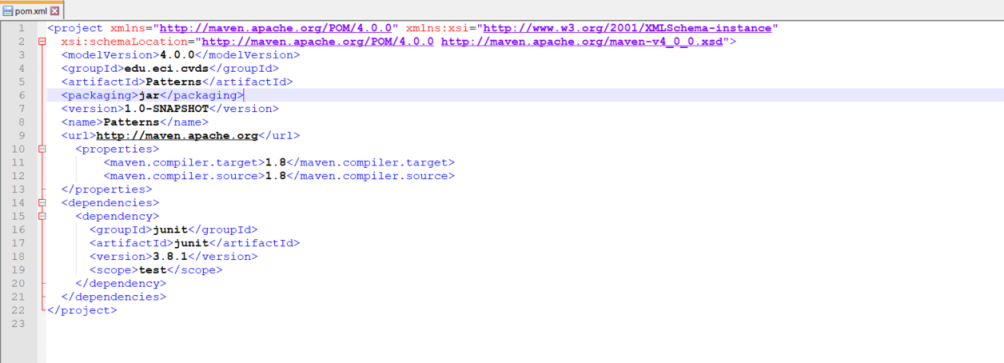 pom.xml
1 <project xmlns="http://maven.apache.org/POM/4.0.0" xmlns:xsi="http://www.w3.org/2001/XMLSchema-instance"
2 xsi:schemaLocation="http://maven.apache.org/POM/4.0.0 http://maven.apache.org/maven-v4_0_0.xsd">
3 <modelVersion>4.0.0</modelVersion>
4 <groupId>edu.eci.cvds</groupId>
5 <artifactId>Patterns</artifactId>
6 <packaging>jar</packaging>
7 <version>1.0-SNAPSHOT</version>
8 <name>Patterns</name>
9 <url>http://maven.apache.org</url>
10 <properties>
11 <maven.compiler.target>1.8</maven.compiler.target>
12 <maven.compiler.source>1.8</maven.compiler.source>
13 </properties>
14 <dependencies>
15 <dependency>
16 <groupId>junit</groupId>
17 <artifactId>junit</artifactId>
18 <version>3.8.1</version>
19 <scope>test</scope>
20 </dependency>
21 </dependencies>
22 </project>
23